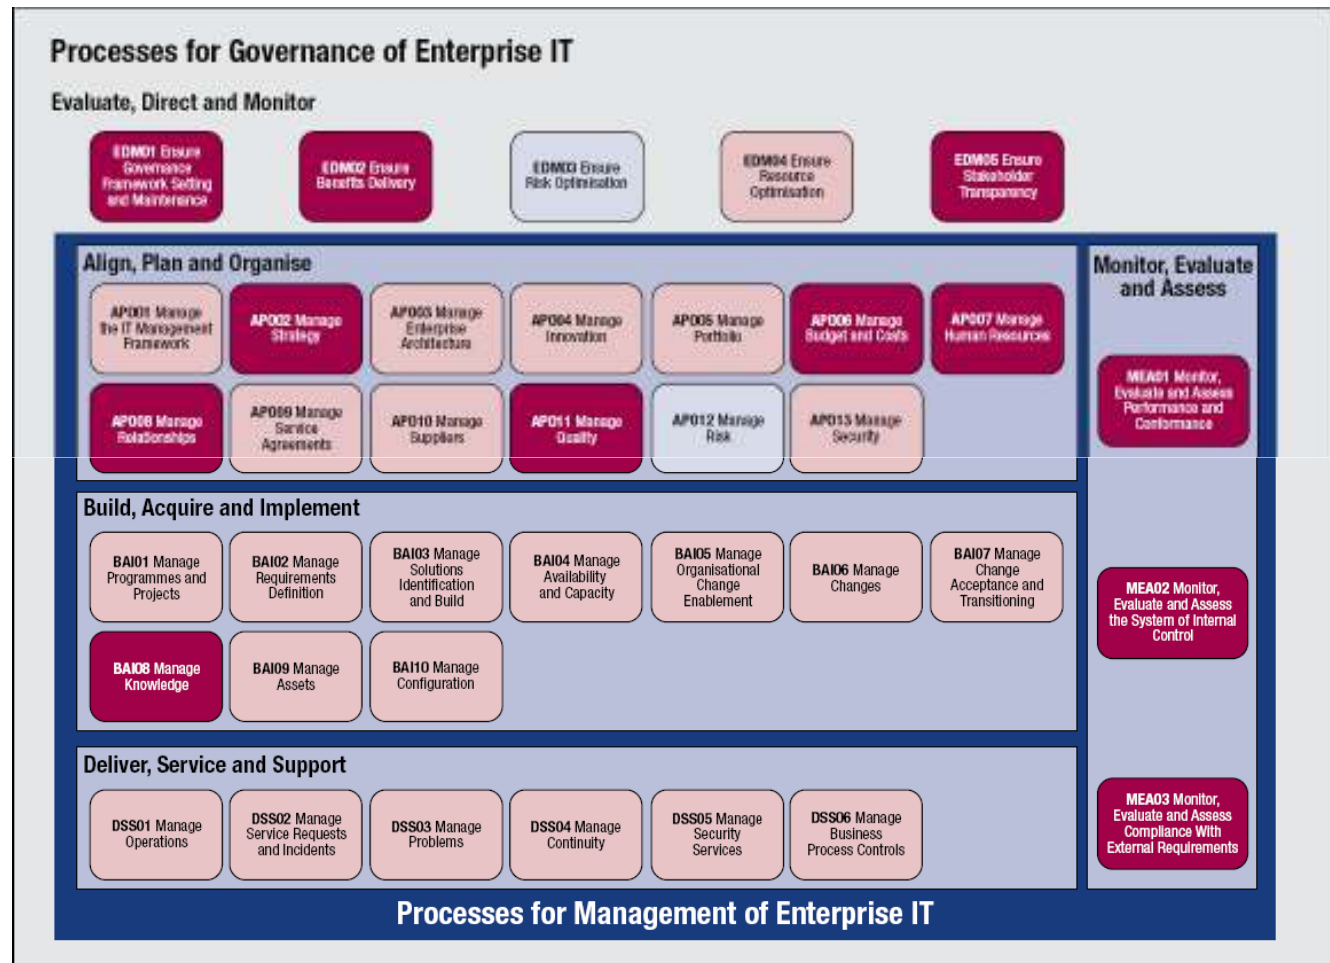 Processes for Governance of Enterprise IT
Evaluate, Direct and Monitor
EDM01 Ensure
Governance
Framework Setting
and Maintenance
EDM02 Ensure
Benefits Delivery
EDM03 Ensure
Risk Optimisation
EDM04 Ensure
Resource
Optimisation
EDM05 Ensure
Stakeholder
Transparency
Align, Plan and Organise
APO01 Manage
the IT Management
Framework
APO02 Manage
Strategy
APO03 Manage
Enterprise
Architecture
APO04 Manage
Innovation
APO05 Manage
Portfolio
APO06 Manage
Budget and Costs
APO07 Manage
Human Resources
APO08 Manage
Relationships
APO09 Manage
Service
Agreements
APO10 Manage
Suppliers
APO11 Manage
Quality
APO12 Manage
Risk
APO13 Manage
Security
Build, Acquire and Implement
BAI01 Manage
Programmes and
Projects
BAI02 Manage
Requirements
Definition
BAI03 Manage
Solutions
Identification
and Build
BAI04 Manage
Availability
and Capacity
BAI05 Manage
Organisational
Change
Enablement
BAI06 Manage
Changes
BAI07 Manage
Change
Acceptance and
Transitioning
BAI08 Manage
Knowledge
BAI09 Manage
Assets
BAI10 Manage
Configuration
Deliver, Service and Support
DSS01 Manage
Operations
DSS02 Manage
Service Requests
and Incidents
DSS03 Manage
Problems
DSS04 Manage
Continuity
DSS05 Manage
Security
Services
DSS06 Manage
Business
Process Controls
Monitor, Evaluate
and Assess
MEA01 Monitor,
Evaluate and Assess
Performance and
Conformance
MEA02 Monitor,
Evaluate and Assess
the System of Internal
Control
MEA03 Monitor,
Evaluate and Assess
Compliance With
External Requirements
Processes for Management of Enterprise IT